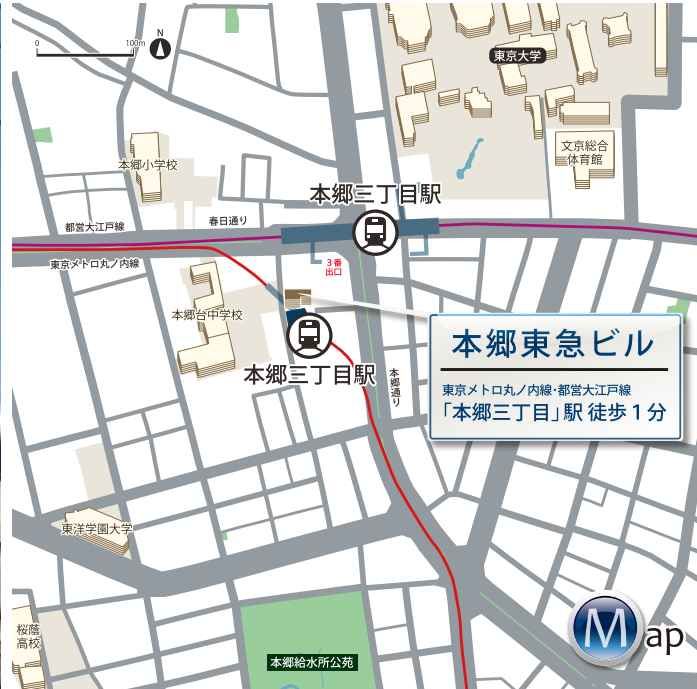 0 100m
N
東京大学
文京総合
体育館
本郷小学校
本郷三丁目駅
春日通り
都営大江戸線
東京メトロ丸ノ内線
3番
出口
本郷台中学校
本郷東急ビル
東京メトロ丸ノ内線・都営大江戸線
「本郷三丁目」駅 徒歩1分
本郷三丁目駅
本郷通り
東洋学園大学
桜蔭
高校
本郷給水所公苑
Map